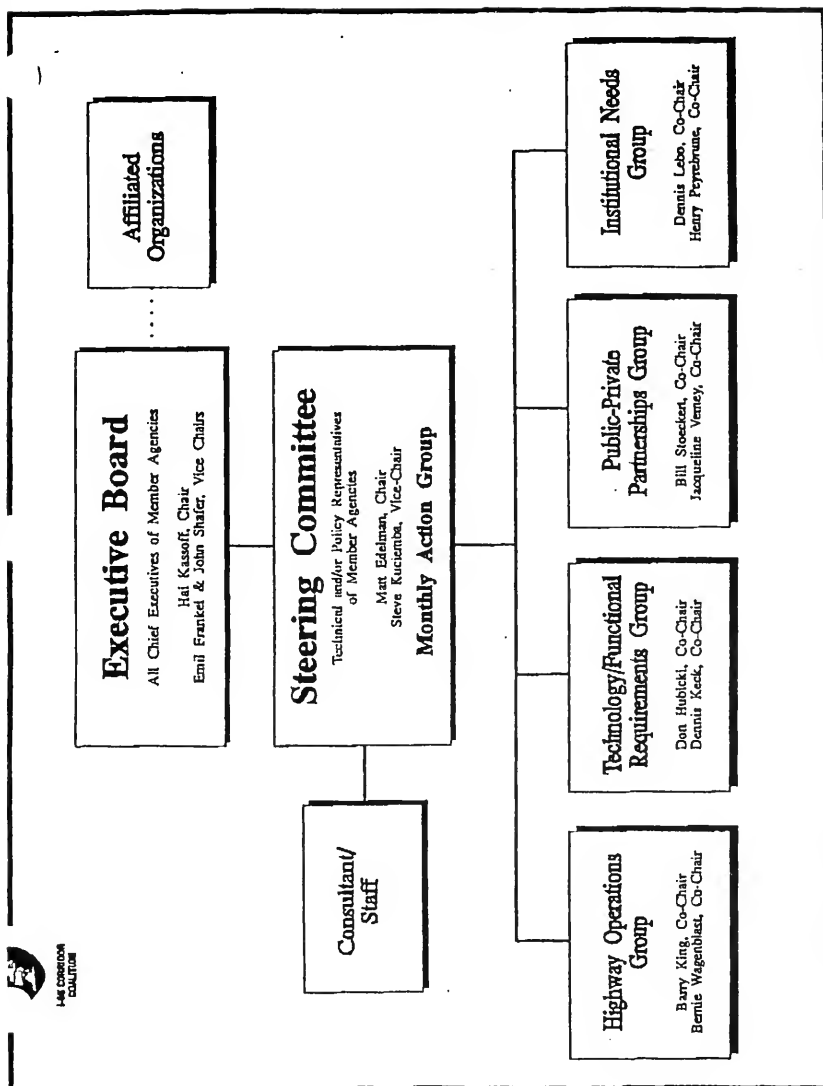 I-95 CORRIDOR
COALITION
Executive Board
All Chief Executives of Member Agencies
Hal Kassoff, Chair
Emil Frankel & John Shafer, Vice Chairs
Affiliated
Organizations
Steering Committee
Technical and/or Policy Representatives
of Member Agencies
Matt Edelman, Chair
Steve Kuciemba, Vice-Chair
Monthly Action Group
Consultant/
Staff
Highway Operations
Group
Barry King, Co-Chair
Bernie Wagenblast, Co-Chair
Technology/Functional
Requirements Group
Don Hubicki, Co-Chair
Dennis Keck, Co-Chair
Public-Private
Partnerships Group
Bill Stoeckert, Co-Chair
Jacqueline Verney, Co-Chair
Institutional Needs
Group
Dennis Lebo, Co-Chair
Henry Peyrebrune, Co-Chair